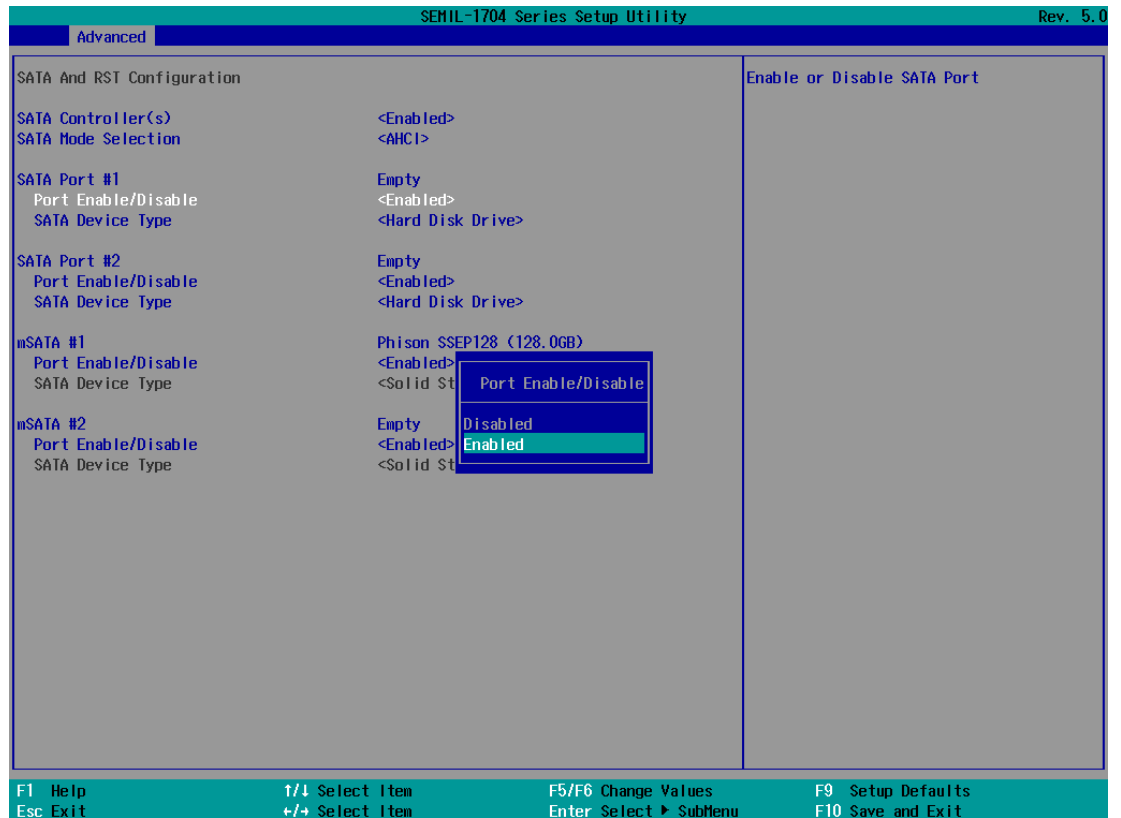 SEMIL-1704 Series Setup Utility Rev. 5.0
Advanced
SATA And RST Configuration
Enable or Disable SATA Port
SATA Controller(s) <Enabled>
SATA Mode Selection <AHCI>
SATA Port #1 Empty
Port Enable/Disable <Enabled>
SATA Device Type <Hard Disk Drive>
SATA Port #2 Empty
Port Enable/Disable <Enabled>
SATA Device Type <Hard Disk Drive>
mSATA #1 Phison SSEP128 (128.0GB)
Port Enable/Disable <Enabled>
SATA Device Type <Solid St
mSATA #2 Empty
Port Enable/Disable <Enabled>
SATA Device Type <Solid St
Port Enable/Disable
Disabled
Enabled
F1 Help ↑/↓ Select Item F5/F6 Change Values F9 Setup Defaults
Esc Exit ←/→ Select Item Enter Select ▶ SubMenu F10 Save and Exit